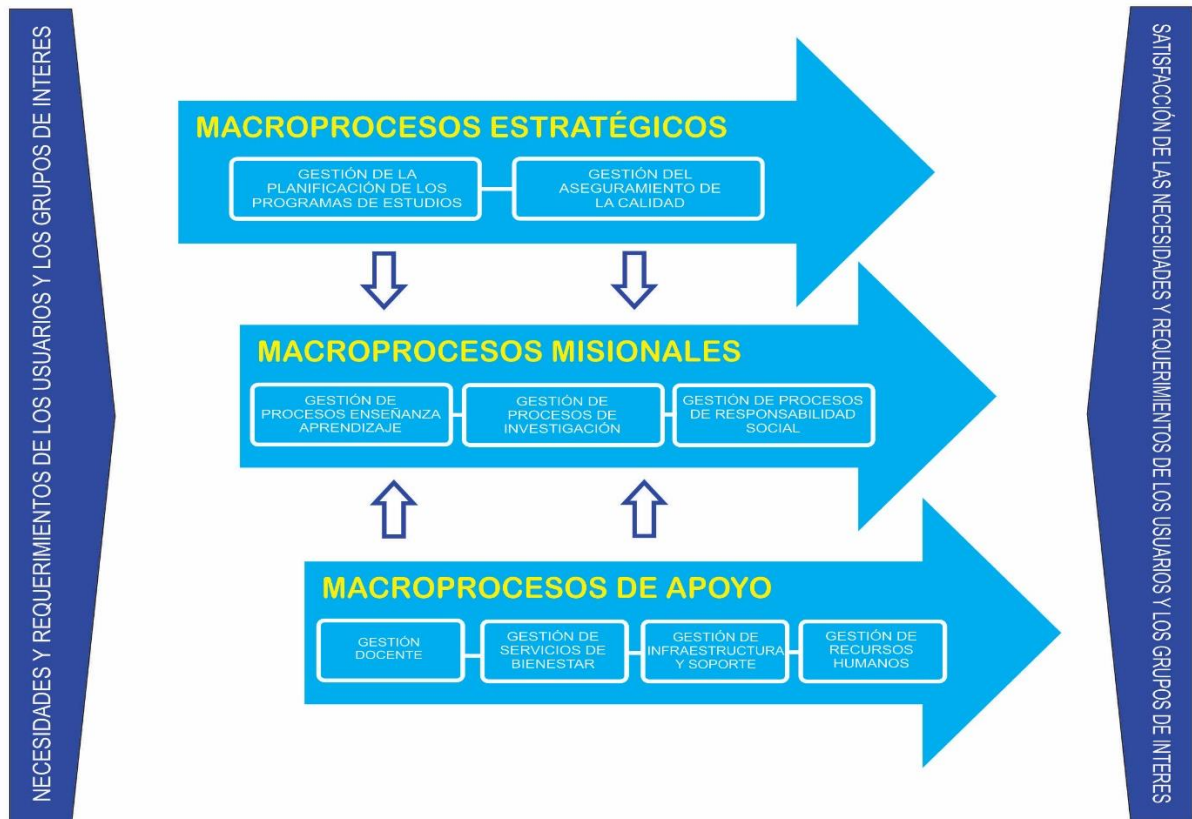 NECESIDADES Y REQUERIMIENTOS DE LOS USUARIOS Y LOS GRUPOS DE INTERES
MACROPROCESOS ESTRATÉGICOS
GESTIÓN DE LA
PLANIFICACIÓN DE LOS
PROGRAMAS DE ESTUDIOS
GESTIÓN DEL
ASEGURAMIENTO DE
LA CALIDAD
MACROPROCESOS MISIONALES
GESTIÓN DE
PROCESOS ENSEÑANZA
APRENDIZAJE
GESTIÓN DE
PROCESOS DE
INVESTIGACIÓN
GESTIÓN DE PROCESOS
DE RESPONSABILIDAD
SOCIAL
MACROPROCESOS DE APOYO
GESTIÓN
DOCENTE
GESTIÓN DE
SERVICIOS DE
BIENESTAR
GESTIÓN DE
INFRAESTRUCTURA
Y SOPORTE
GESTIÓN DE
RECURSOS
HUMANOS
SATISFACCIÓN DE LAS NECESIDADES Y REQUERIMIENTOS DE LOS USUARIOS Y LOS GRUPOS DE INTERES